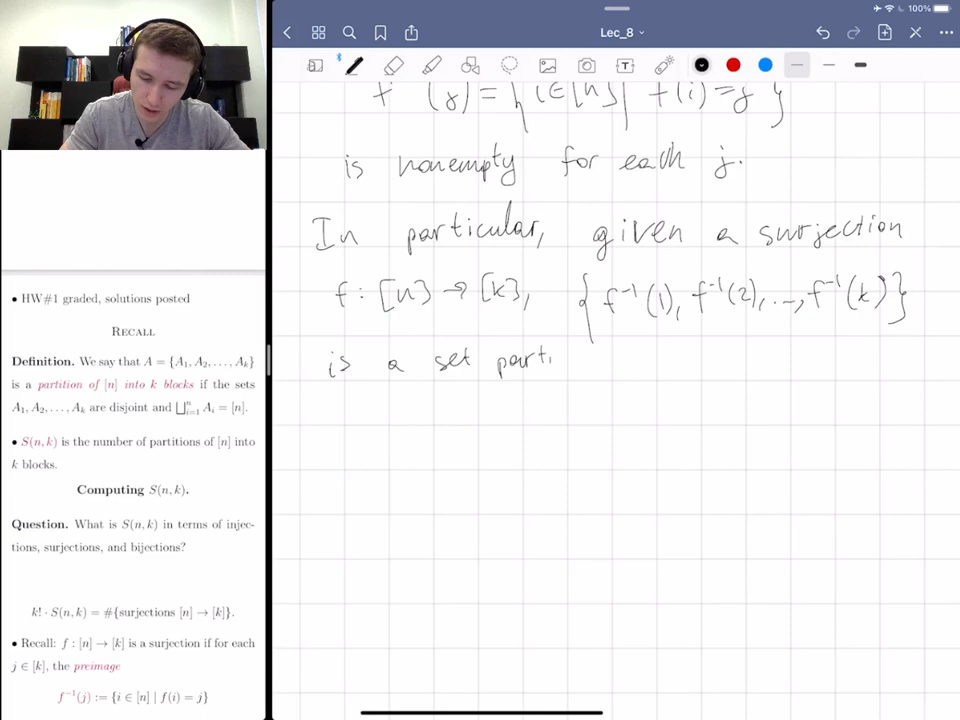 100%
Lec_8
• HW#1 graded, solutions posted
RECALL
Definition. We say that A = {A₁, A₂, . . . , Aₖ}
is a partition of [n] into k blocks if the sets
A₁, A₂, . . . , Aₖ are disjoint and ⨆ⁿᵢ₌₁ Aᵢ = [n].
• S(n, k) is the number of partitions of [n] into
k blocks.
Computing S(n, k).
Question. What is S(n, k) in terms of injec-
tions, surjections, and bijections?
k! · S(n, k) = #{surjections [n] → [k]}.
• Recall: f : [n] → [k] is a surjection if for each
j ∈ [k], the preimage
f⁻¹(j) := {i ∈ [n] | f(i) = j}
f (j) = { i ∈ [n] | f(i) = j }
is nonempty for each j.
In particular, given a surjection
f : [n] → [k], { f⁻¹(1), f⁻¹(2), ..., f⁻¹(k) }
is a set parti